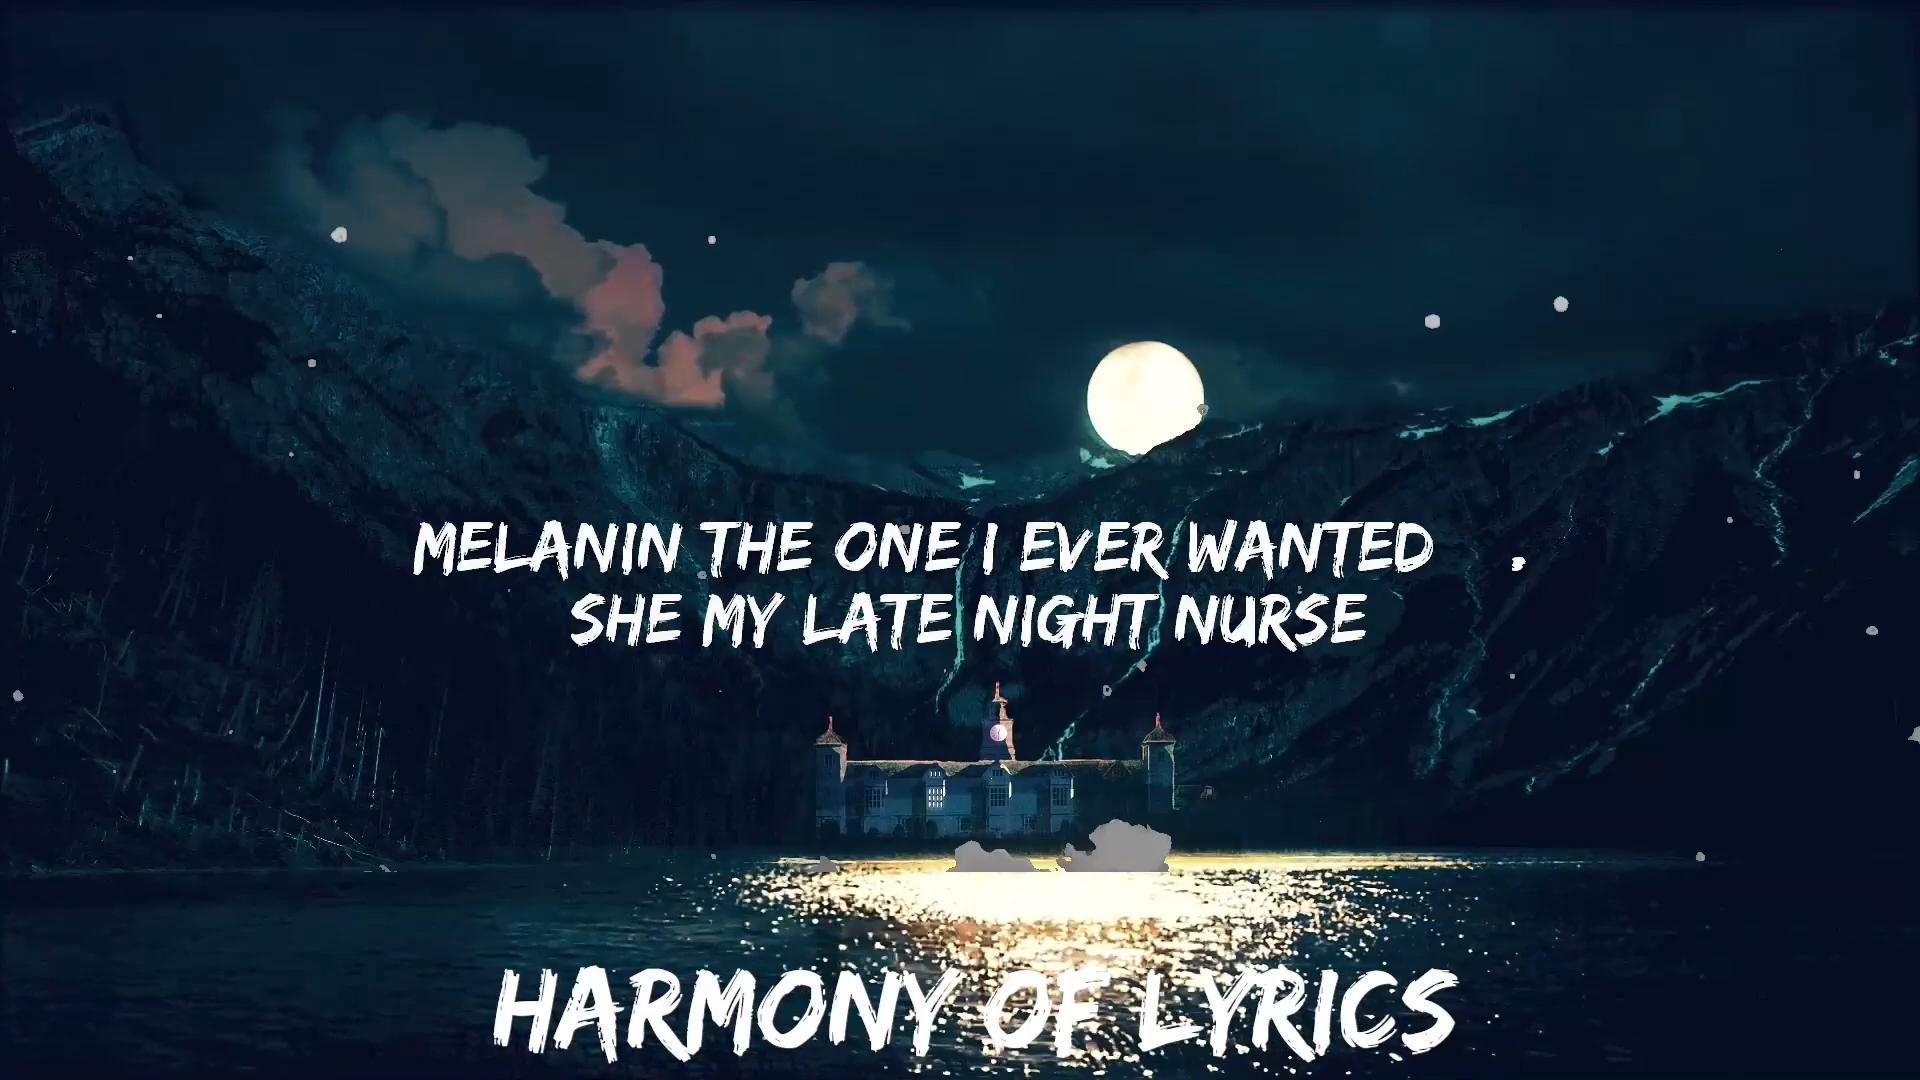 MELANIN THE ONE I EVER WANTED
SHE MY LATE NIGHT NURSE
HARMONY OF LYRICS